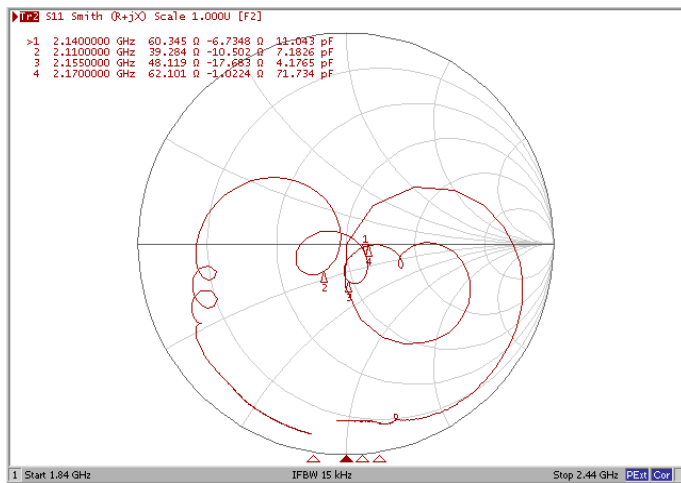 Tr2 S11 Smith (R+jX) Scale 1.000U [F2]
>1 2.1400000 GHz 60.345 Ω -6.7348 Ω 11.043 pF
2 2.1100000 GHz 39.284 Ω -10.502 Ω 7.1826 pF
3 2.1550000 GHz 48.119 Ω -17.683 Ω 4.1765 pF
4 2.1700000 GHz 62.101 Ω -1.0224 Ω 71.734 pF
1
4
2
3
1 Start 1.84 GHz IFBW 15 kHz Stop 2.44 GHz PExt Cor